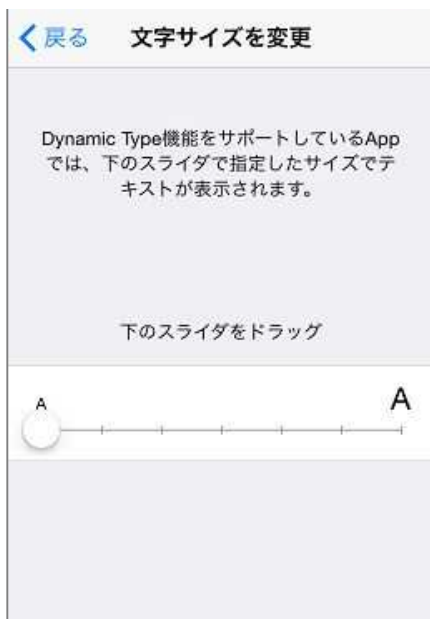 戻る 文字サイズを変更
Dynamic Type機能をサポートしているApp
では、下のスライダで指定したサイズでテ
キストが表示されます。
下のスライダをドラッグ
A A